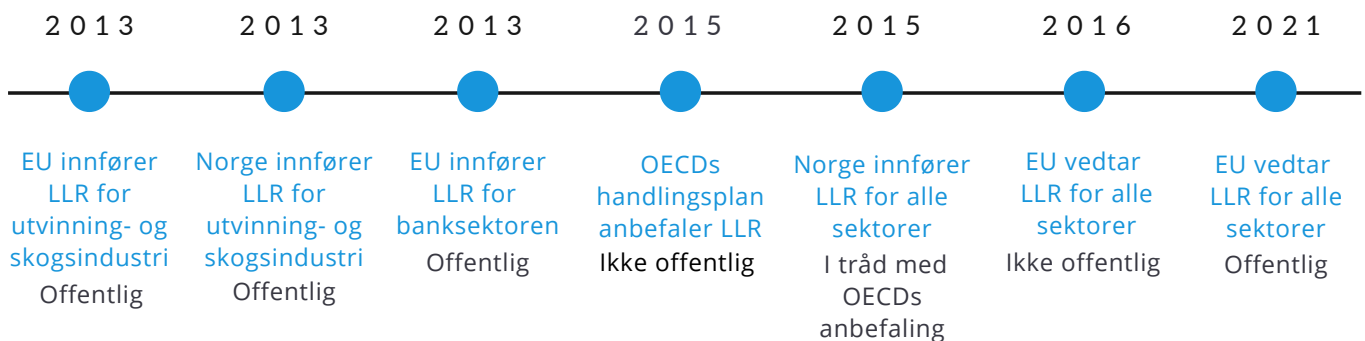 2013
2013
2013
2015
2015
2016
2021
EU innfører
LLR for
utvinning- og
skogsindustri
Offentlig
Norge innfører
LLR for
utvinning- og
skogsindustri
Offentlig
EU innfører
LLR for
banksektoren
Offentlig
OECDs
handlingsplan
anbefaler LLR
Ikke offentlig
Norge innfører
LLR for alle
sektorer
I tråd med
OECDs
anbefaling
EU vedtar
LLR for alle
sektorer
Ikke offentlig
EU vedtar
LLR for alle
sektorer
Offentlig